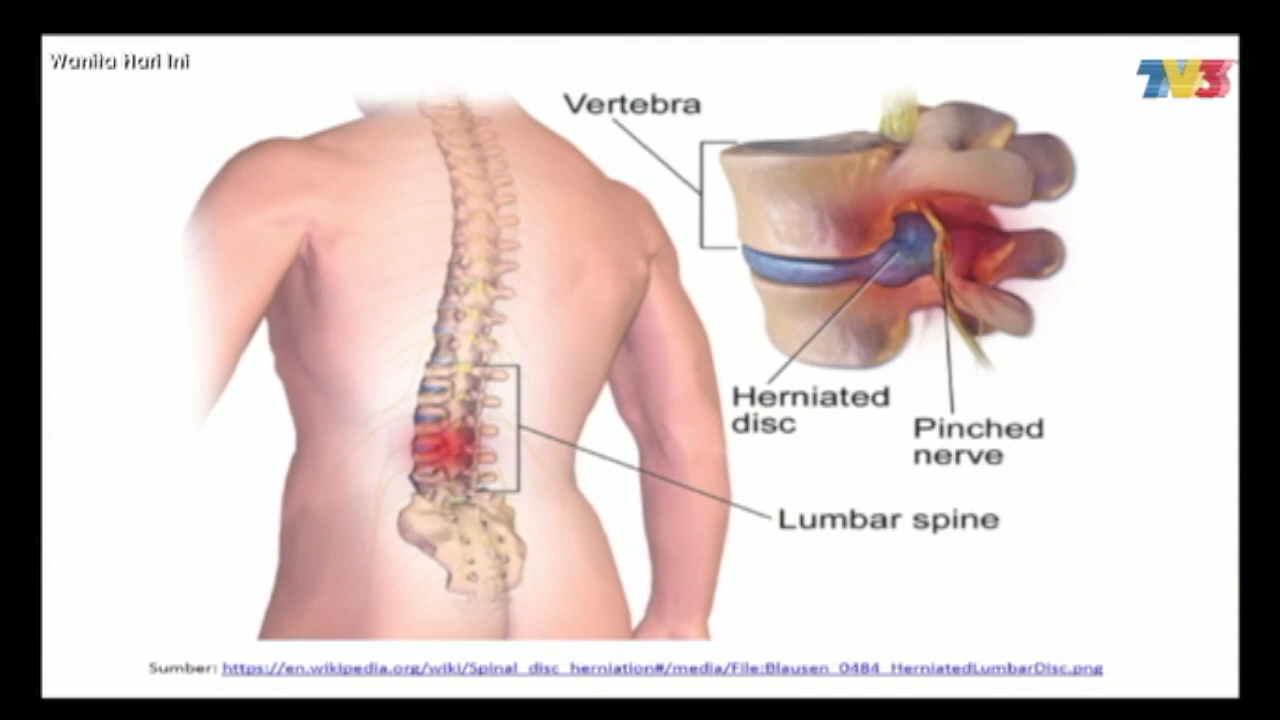 Wanita Hari Ini
TV3
Vertebra
Herniated
disc
Pinched
nerve
Lumbar spine
Sumber: https://en.wikipedia.org/wiki/Spinal_disc_herniation#/media/File:Blausen_0484_HerniatedLumbarDisc.png